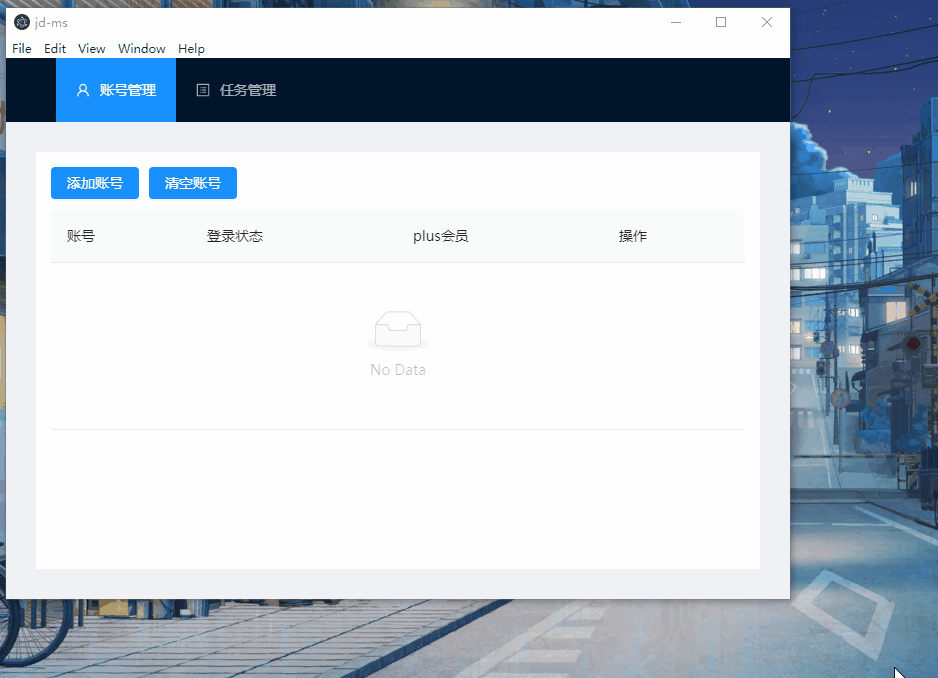 jd-ms
File Edit View Window Help
账号管理 任务管理
添加账号 清空账号
账号 登录状态 plus会员 操作
No Data